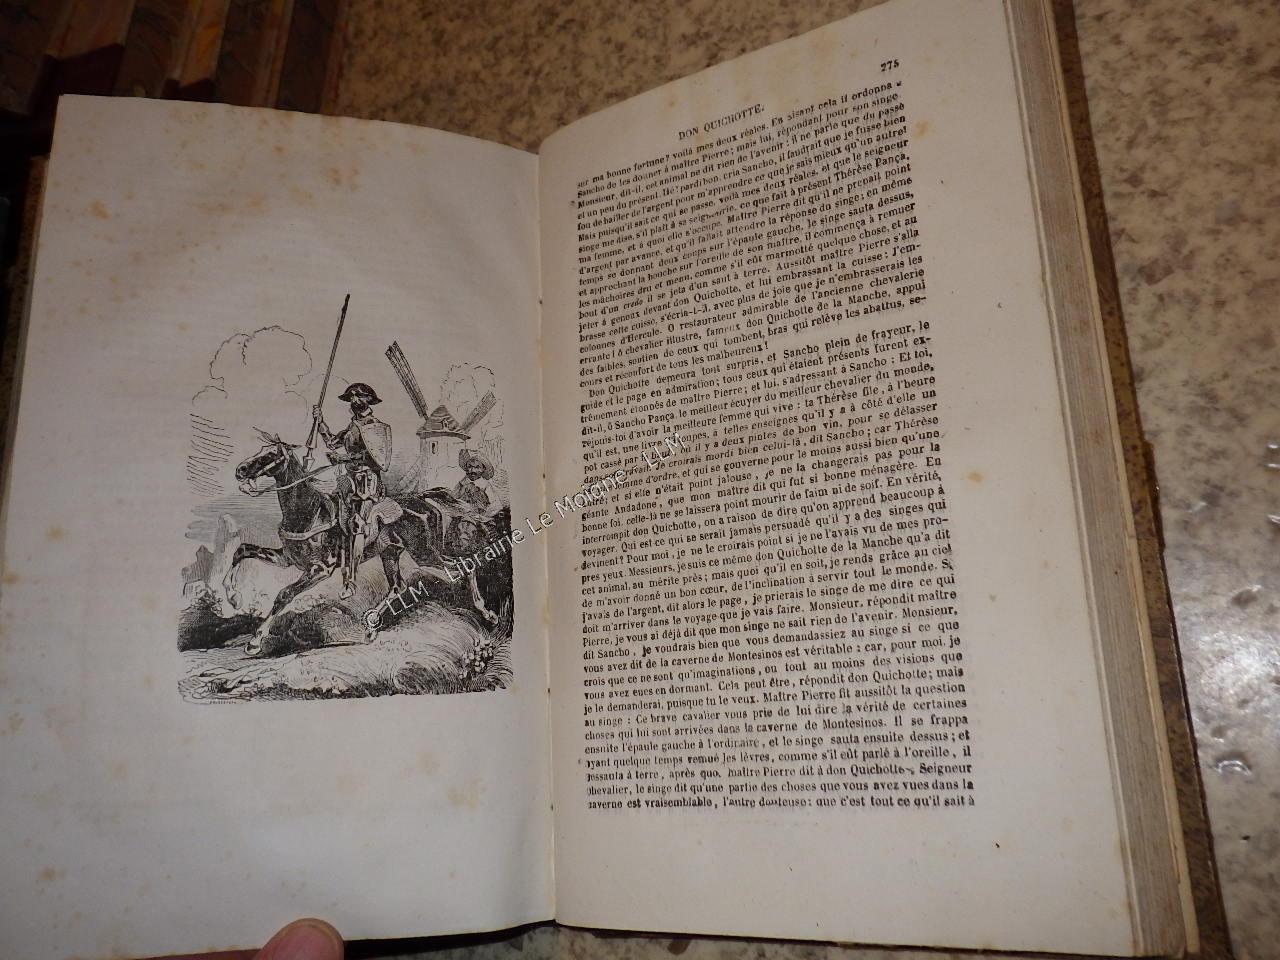 DON QUICHOTTE.
275
sur ma bonne fortune? voilà mes deux réales. En disant cela il ordonna à
Sancho de les donner à maître Pierre; mais lui, répondant pour son singe
Monsieur, dit-il, cet animal ne dit rien de l'avenir: il ne parle que du passé
et un peu du présent. Hé! pardi bon, cria Sancho, il faudrait que je fusse bien
fou de bailler de l'argent pour m'apprendre ce que je sais mieux qu'un autre!
Mais puisqu'il sait ce qui se passe, voilà mes deux réales, et que le seigneur
singe me dise, s'il plaît à sa seigneurie, ce que fait à présent Thérèse Pança,
ma femme, et à quoi elle s'occupe. Maître Pierre dit qu'il ne prenait point
d'argent par avance, et qu'il fallait attendre la réponse du singe; en même
temps se donnant deux coups sur l'épaule gauche, le singe sauta dessus,
et approchant la bouche sur l'oreille de son maître, il commença à remuer
les mâchoires dru et menu, comme s'il eût marmotté quelque chose, et au
bout d'un credo il se jeta d'un saut à terre. Aussitôt maître Pierre s'alla
jeter à genoux devant don Quichotte, et lui embrassant la cuisse: J'em-
brasse cette cuisse, s'écria-t-il, avec plus de joie que je n'embrasserais les
colonnes d'Hercule. O restaurateur admirable de l'ancienne chevalerie
errante! ô chevalier illustre, fameux don Quichotte de la Manche, appui
des faibles, soutien de ceux qui tombent, bras qui relève les abattus, se-
cours et réconfort de tous les malheureux!
Don Quichotte demeura tout surpris, et Sancho plein de frayeur, le
guide et le page en admiration; tous ceux qui étaient présents furent ex-
trêmement étonnés de maître Pierre; et lui, s'adressant à Sancho: Et toi,
dit-il, ô Sancho Pança, le meilleur écuyer du meilleur chevalier du monde,
réjouis-toi d'avoir la meilleure femme qui vive: ta Thérèse file, à l'heure
qu'il est, une livre d'étoupes, à telles enseignes qu'il y a à côté d'elle un
pot cassé par le haut, où il y a deux pintes de bon vin, pour se délasser
dans son travail. Je croirais mordi bien celui-là, dit Sancho; car Thérèse
femme d'ordre, et qui se gouverne pour le moins aussi bien qu'une
et si elle n'était point jalouse, je ne la changerais pas pour la
géante Andadone, que mon maître dit qui fut si bonne ménagère. En
bonne foi, celle-là ne se laissera point mourir de faim ni de soif. En vérité,
interrompit don Quichotte, on a raison de dire qu'on apprend beaucoup à
voyager. Qui est-ce qui se serait jamais persuadé qu'il y a des singes qui
devinent? Pour moi, je ne le croirais point si je ne l'avais vu de mes pro-
pres yeux. Messieurs, je suis ce même don Quichotte de la Manche qu'a dit
cet animal, au mérite près; mais quoi qu'il en soit, je rends grâce au ciel
de m'avoir donné un bon cœur, de l'inclination à servir tout le monde. S
j'avais de l'argent, dit alors le page, je prierais le singe de me dire ce qui
doit m'arriver dans le voyage que je vais faire. Monsieur, répondit maître
Pierre, je vous ai déjà dit que mon singe ne sait rien de l'avenir. Monsieur,
dit Sancho, je voudrais bien que vous demandassiez au singe si ce que
vous avez dit de la caverne de Montesinos est véritable: car, pour moi, je
crois que ce ne sont qu'imaginations, ou tout au moins des visions que
vous avez eues en dormant. Cela peut être, répondit don Quichotte; mais
je le demanderai, puisque tu le veux. Maître Pierre fit aussitôt la question
au singe: Ce brave cavalier vous prie de lui dire la vérité de certaines
choses qui lui sont arrivées dans la caverne de Montesinos. Il se frappa
ensuite l'épaule gauche à l'ordinaire, et le singe sauta ensuite dessus; et
ayant quelque temps remué les lèvres, comme s'il eût parlé à l'oreille, il
ressauta à terre, après quoi maître Pierre dit à don Quichotte: Seigneur
chevalier, le singe dit qu'une partie des choses que vous avez vues dans la
caverne est vraisemblable, l'autre douteuse; que c'est tout ce qu'il sait à
© LLM - Librairie Le Moigne - LLM